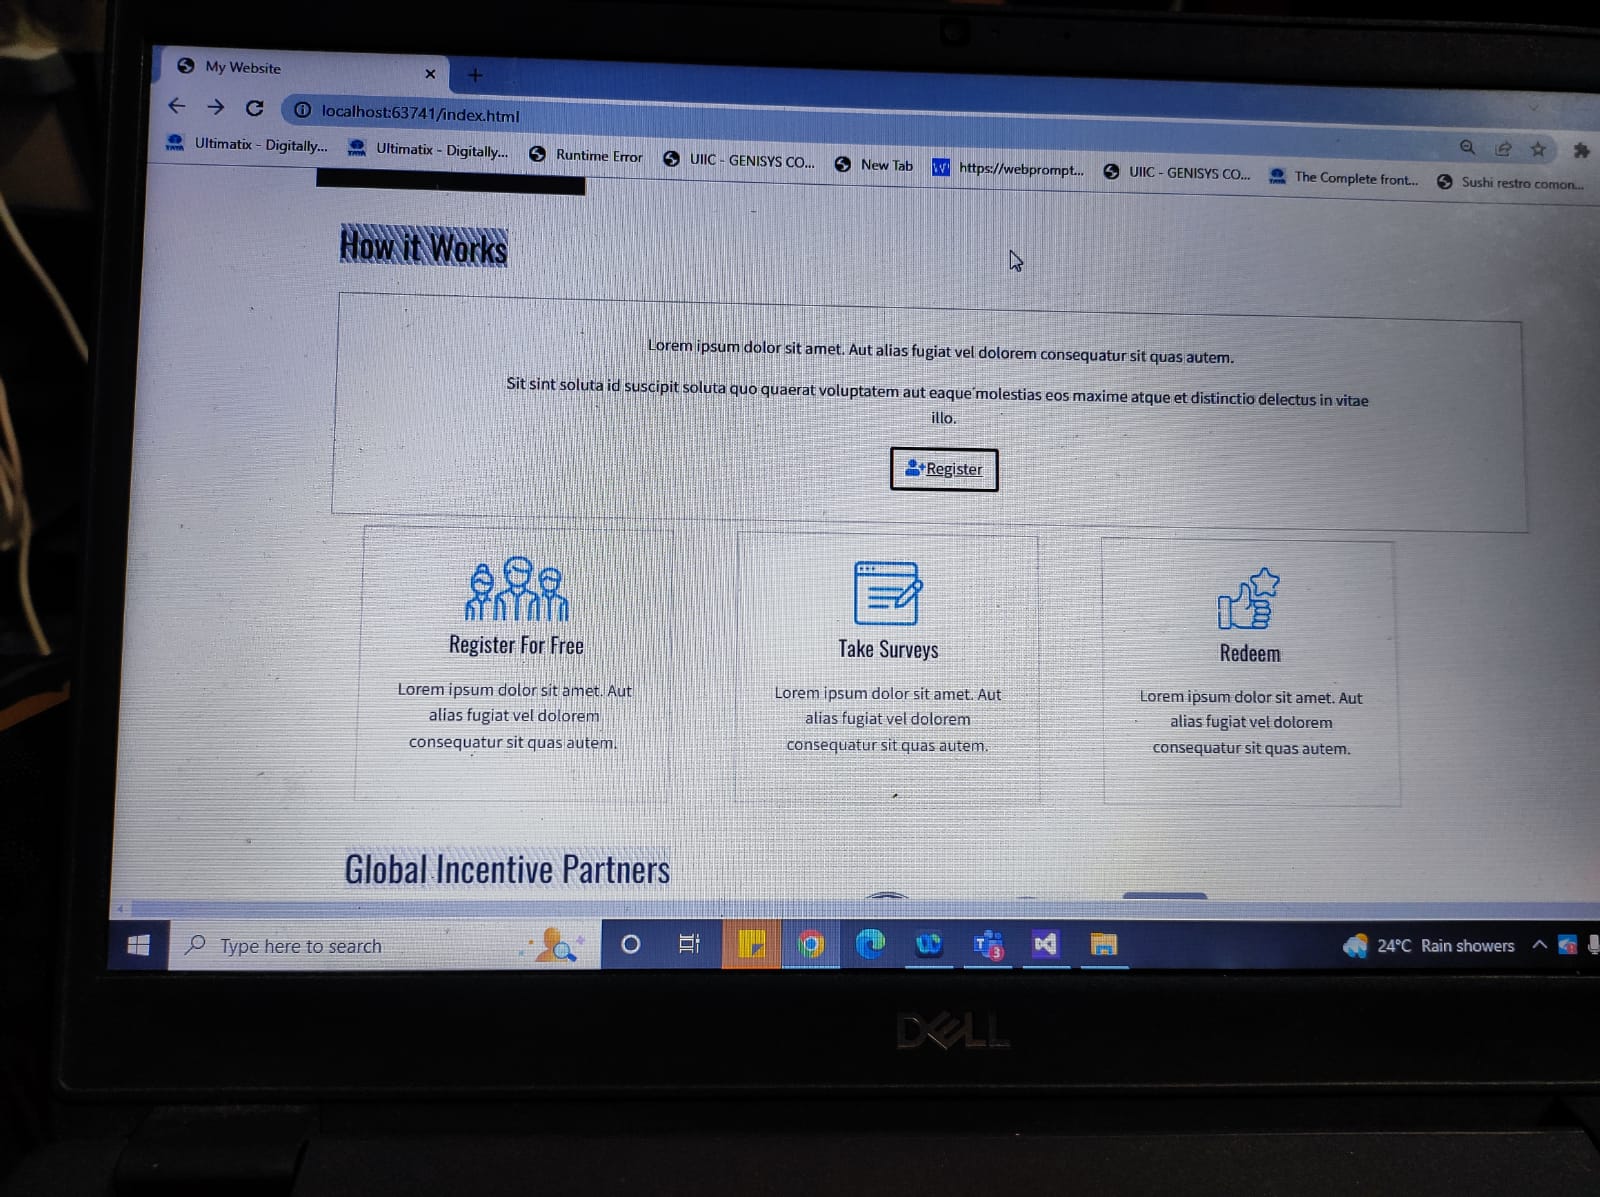 My Website
localhost:63741/index.html
Ultimatix - Digitally... Ultimatix - Digitally... Runtime Error UIIC - GENISYS CO... New Tab https://webprompt... UIIC - GENISYS CO... The Complete front... Sushi restro comon...
How it Works
Lorem ipsum dolor sit amet. Aut alias fugiat vel dolorem consequatur sit quas autem.
Sit sint soluta id suscipit soluta quo quaerat voluptatem aut eaque molestias eos maxime atque et distinctio delectus in vitae
illo.
Register
Register For Free
Lorem ipsum dolor sit amet. Aut
alias fugiat vel dolorem
consequatur sit quas autem.
Take Surveys
Lorem ipsum dolor sit amet. Aut
alias fugiat vel dolorem
consequatur sit quas autem.
Redeem
Lorem ipsum dolor sit amet. Aut
alias fugiat vel dolorem
consequatur sit quas autem.
Global Incentive Partners
Type here to search
3
24°C Rain showers
DELL